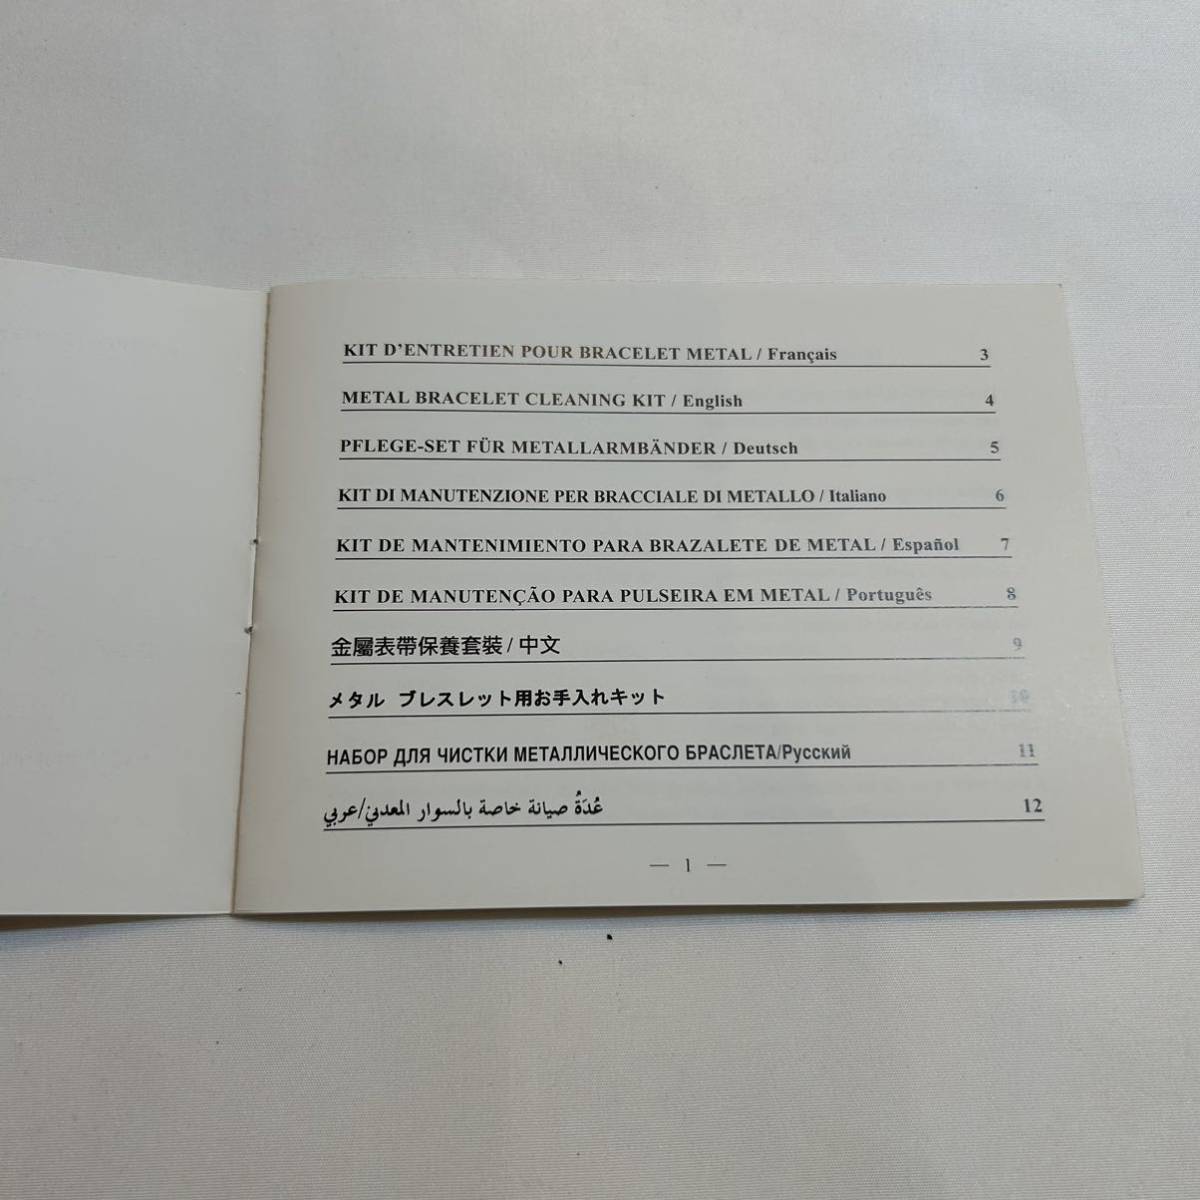 KIT D'ENTRETIEN POUR BRACELET METAL / Français 3
METAL BRACELET CLEANING KIT / English 4
PFLEGE-SET FÜR METALLARMBÄNDER / Deutsch 5
KIT DI MANUTENZIONE PER BRACCIALE DI METALLO / Italiano 6
KIT DE MANTENIMIENTO PARA BRAZALETE DE METAL / Español 7
KIT DE MANUTENÇÃO PARA PULSEIRA EM METAL / Português 8
金屬表帶保養套裝 / 中文 9
メタル ブレスレット用お手入れキット 10
НАБОР ДЛЯ ЧИСТКИ МЕТАЛЛИЧЕСКОГО БРАСЛЕТА/Русский 11
عُدَةُ صيانة خاصة بالسوار المعدني/عربي 12
— 1 —